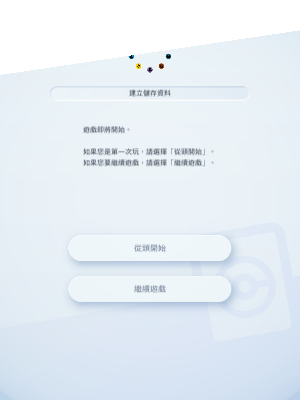 建立儲存資料
遊戲即將開始。
如果您是第一次玩，請選擇「從頭開始」。
如果您要繼續遊戲，請選擇「繼續遊戲」。
從頭開始
繼續遊戲